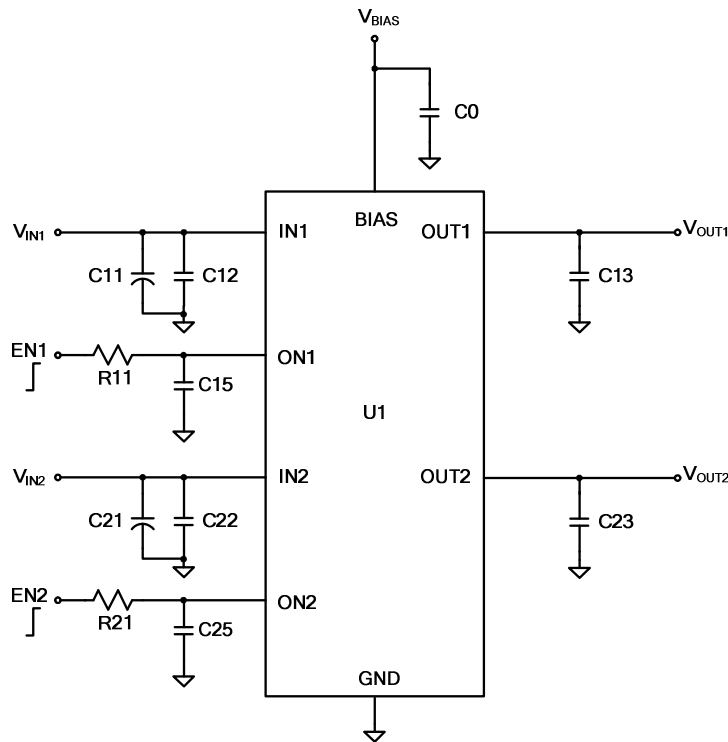 VBIAS
C0
VIN1
IN1
BIAS
OUT1
VOUT1
C11
C12
C13
EN1
ON1
R11
C15
U1
VIN2
IN2
OUT2
VOUT2
C21
C22
C23
EN2
ON2
R21
C25
GND